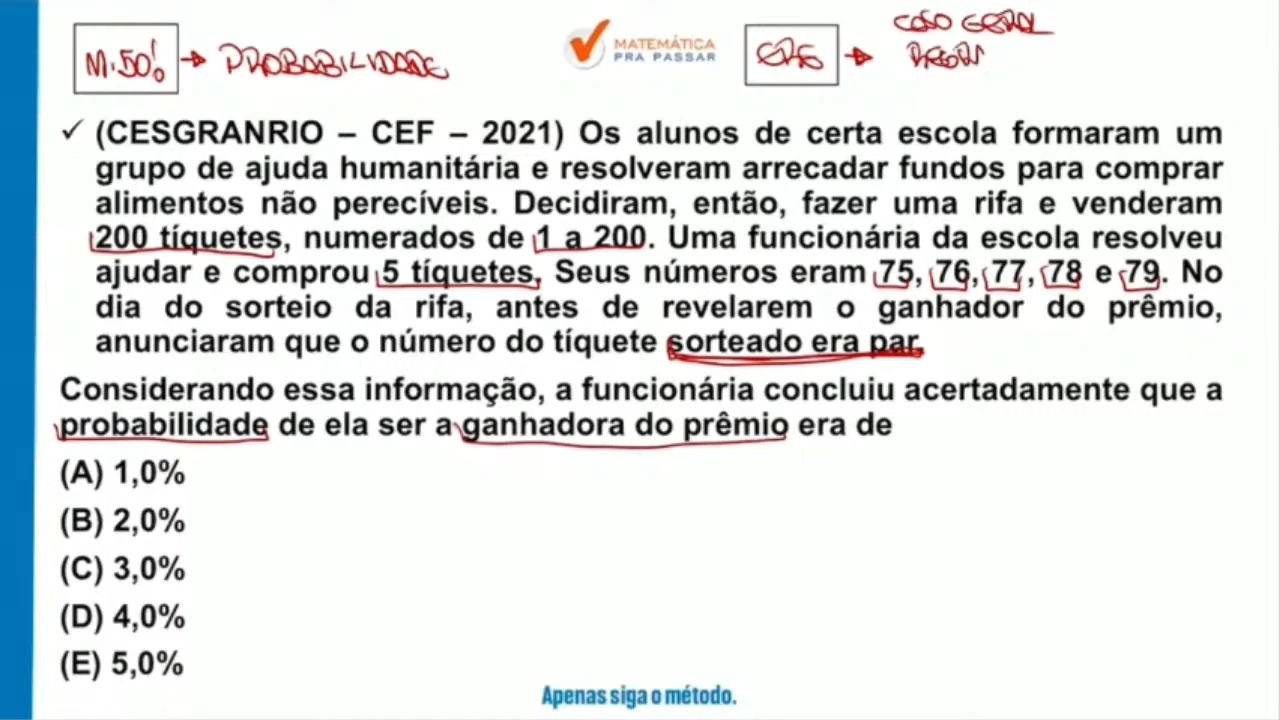 M.50! → PROBABILIDADE
MATEMÁTICA
PRA PASSAR
CASO GERAL
✓ (CESGRANRIO – CEF – 2021) Os alunos de certa escola formaram um
grupo de ajuda humanitária e resolveram arrecadar fundos para comprar
alimentos não perecíveis. Decidiram, então, fazer uma rifa e venderam
200 tíquetes, numerados de 1 a 200. Uma funcionária da escola resolveu
ajudar e comprou 5 tíquetes. Seus números eram 75, 76, 77, 78 e 79. No
dia do sorteio da rifa, antes de revelarem o ganhador do prêmio,
anunciaram que o número do tíquete sorteado era par.
Considerando essa informação, a funcionária concluiu acertadamente que a
probabilidade de ela ser a ganhadora do prêmio era de
(A) 1,0%
(B) 2,0%
(C) 3,0%
(D) 4,0%
(E) 5,0%
Apenas siga o método.